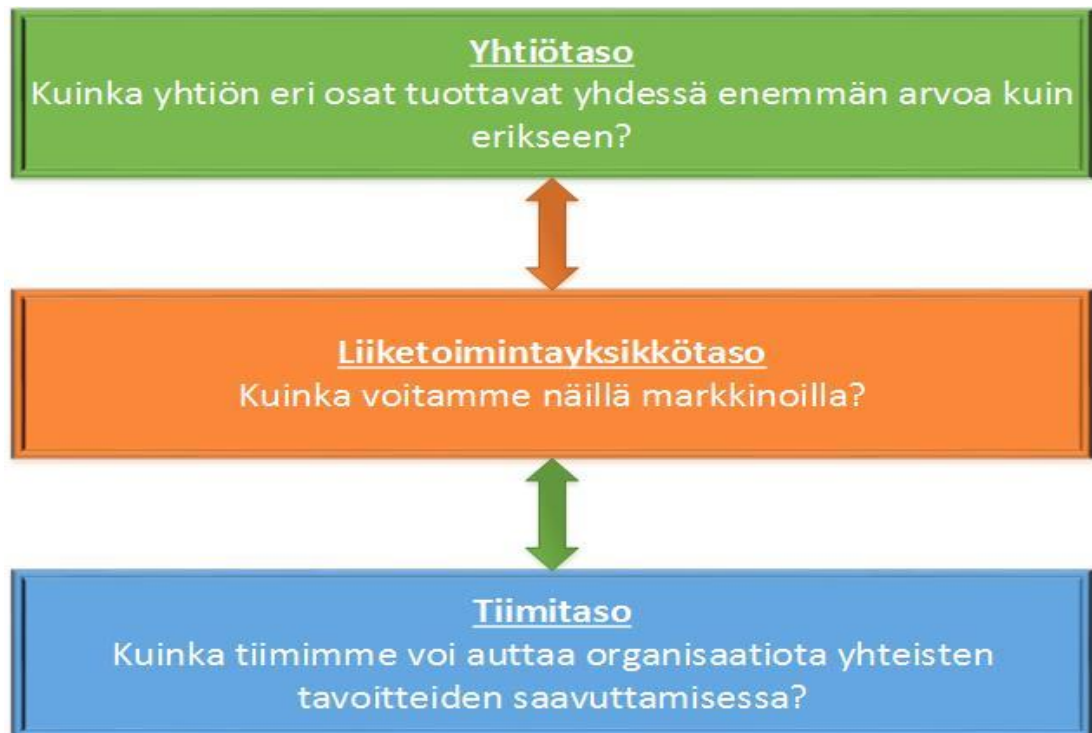 Yhtiötaso
Kuinka yhtiön eri osat tuottavat yhdessä enemmän arvoa kuin
erikseen?
Liiketoimintayksikkötaso
Kuinka voitamme näillä markkinoilla?
Tiimitaso
Kuinka tiimimme voi auttaa organisaatiota yhteisten
tavoitteiden saavuttamisessa?